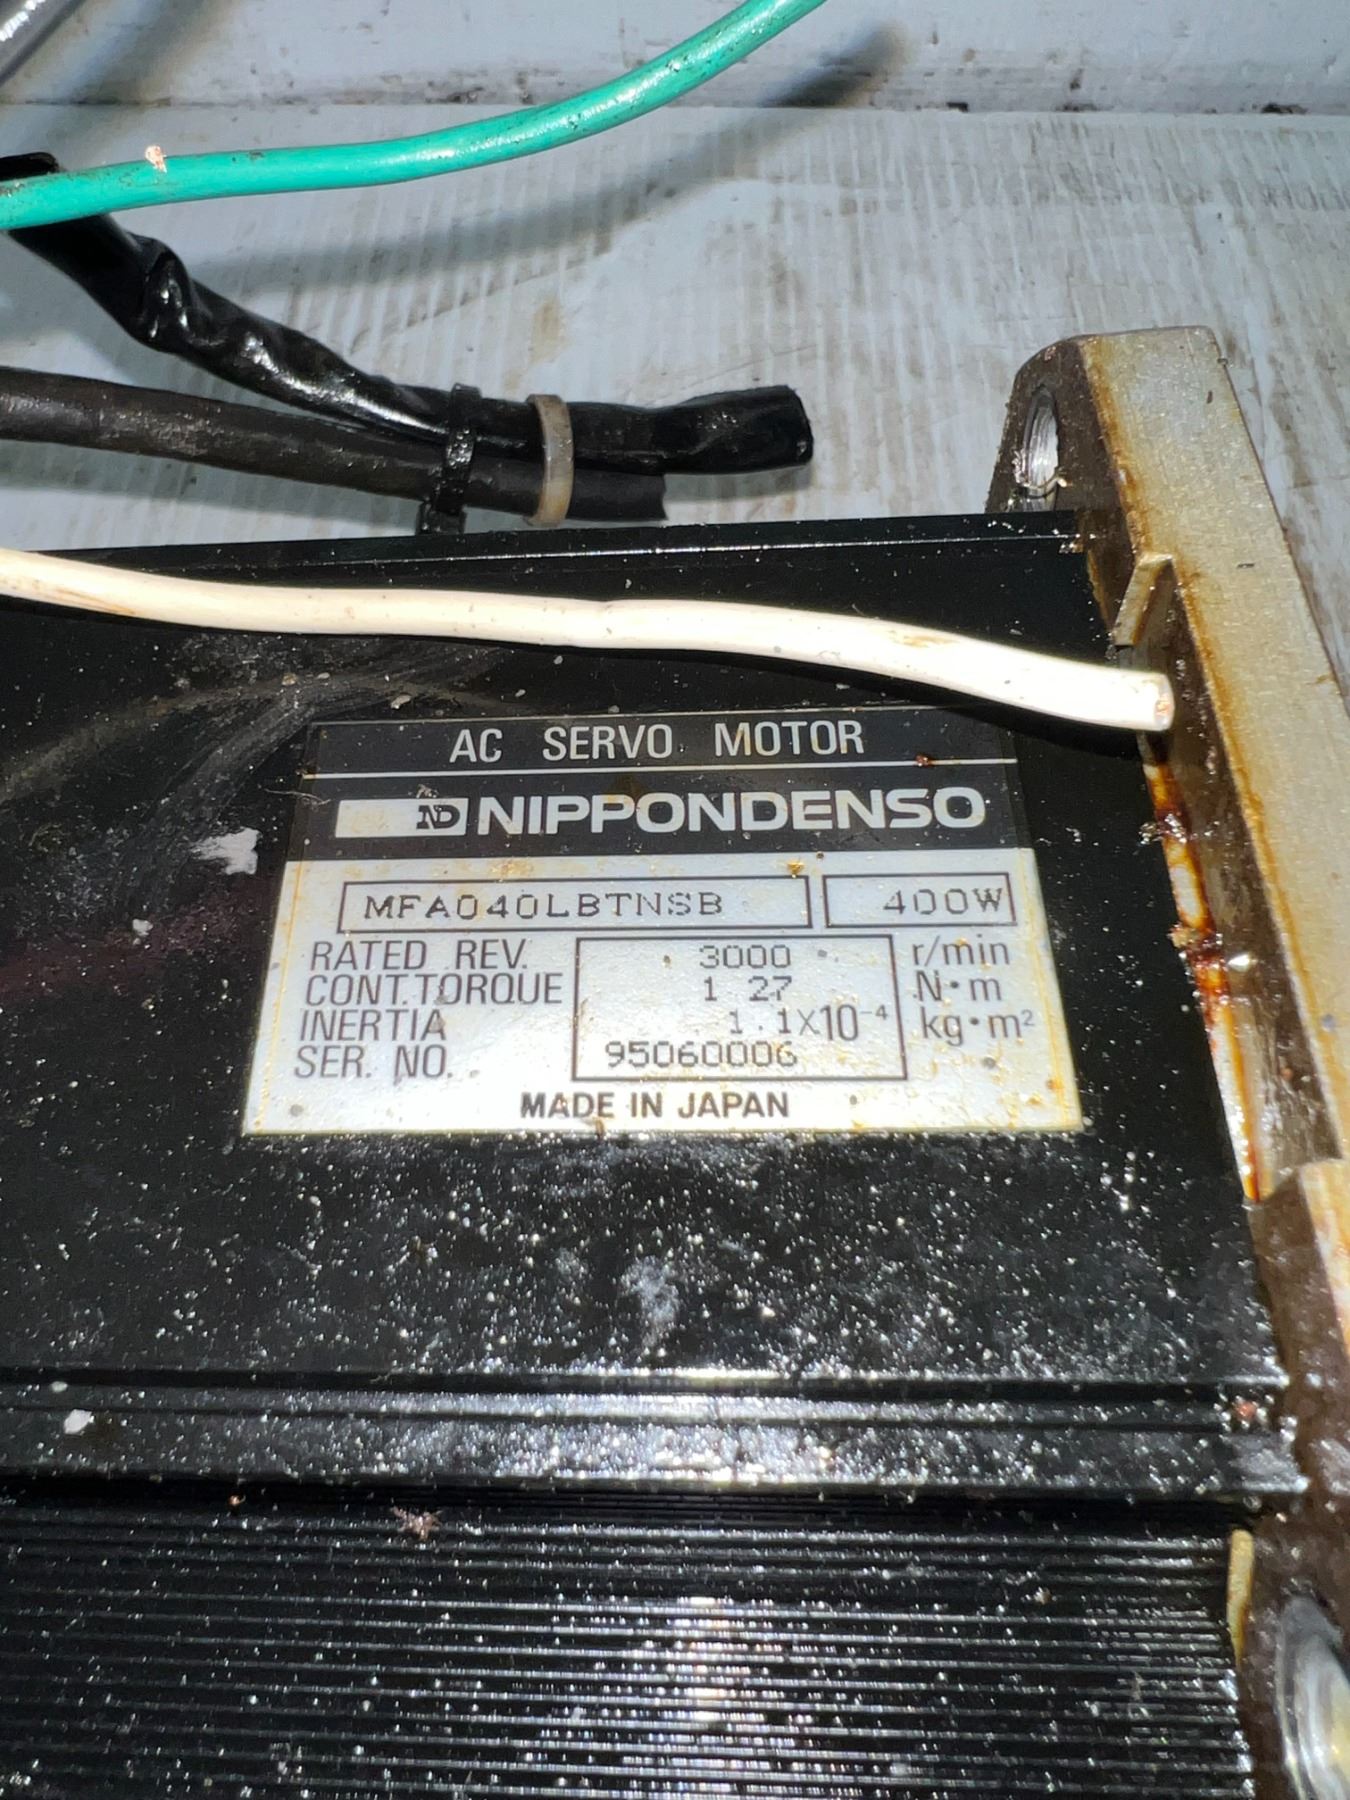 AC SERVO MOTOR
ND NIPPONDENSO
MFA040LBTNSB 400W
RATED REV. 3000 r/min
CONT.TORQUE 1 27 N·m
INERTIA 1.1X10⁻⁴ kg·m²
SER. NO. 95060006
MADE IN JAPAN